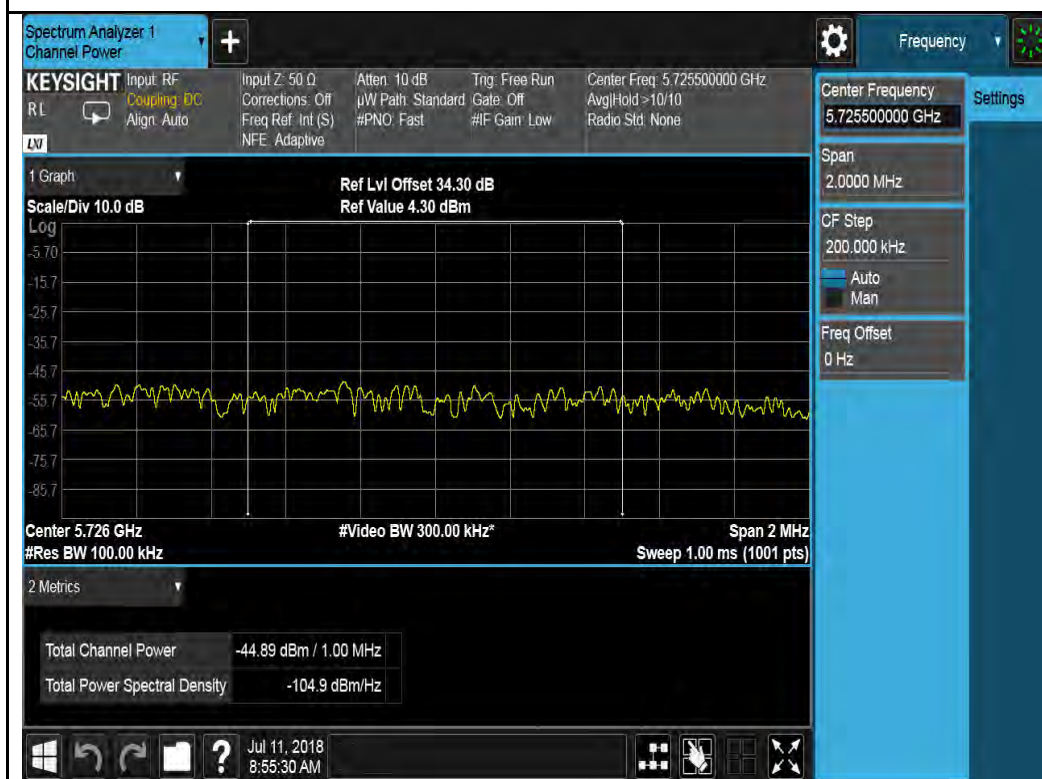 Spectrum Analyzer 1
Channel Power
+
Frequency
KEYSIGHT
RL
LXI
Input: RF
Coupling: DC
Align: Auto
Input Z: 50 Ω
Corrections: Off
Freq Ref: Int (S)
NFE: Adaptive
Atten: 10 dB
µW Path: Standard
#PNO: Fast
Trig: Free Run
Gate: Off
#IF Gain: Low
Center Freq: 5.725500000 GHz
Avg|Hold:>10/10
Radio Std: None
Center Frequency
5.725500000 GHz
Settings
Span
2.0000 MHz
CF Step
200.000 kHz
Auto
Man
Freq Offset
0 Hz
1 Graph
Scale/Div 10.0 dB
Ref Lvl Offset 34.30 dB
Ref Value 4.30 dBm
Log
-5.70
-15.7
-25.7
-35.7
-45.7
-55.7
-65.7
-75.7
-85.7
Center 5.726 GHz
#Video BW 300.00 kHz*
Span 2 MHz
#Res BW 100.00 kHz
Sweep 1.00 ms (1001 pts)
2 Metrics
Total Channel Power -44.89 dBm / 1.00 MHz
Total Power Spectral Density -104.9 dBm/Hz
?
Jul 11, 2018
8:55:30 AM